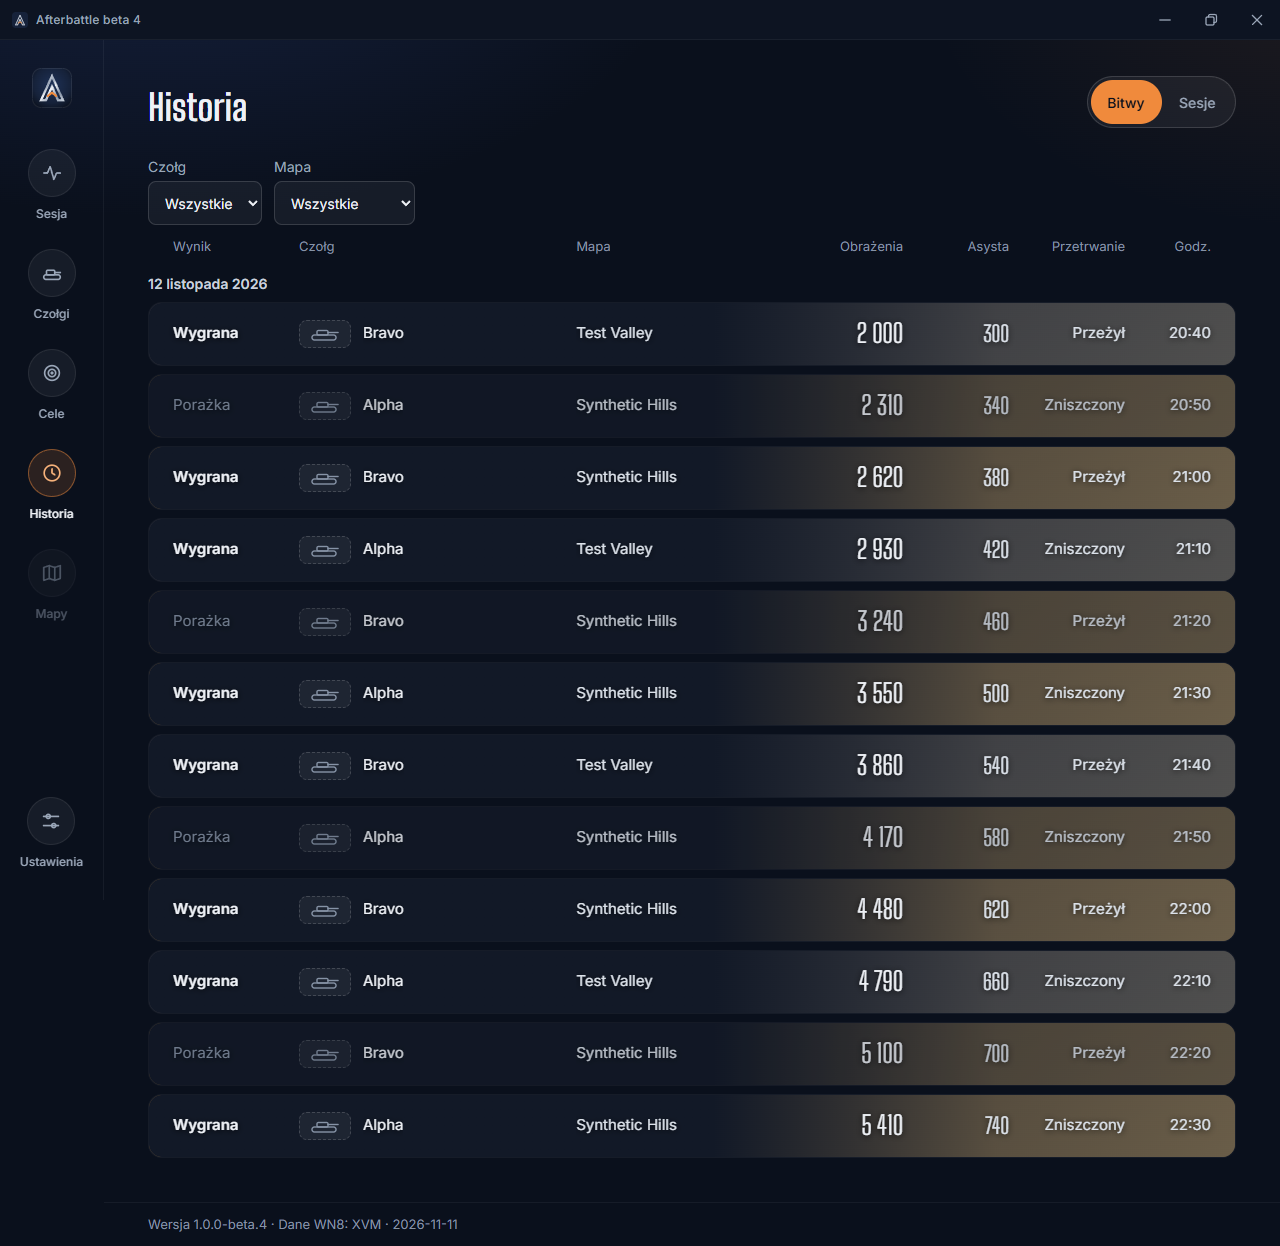 Afterbattle beta 4
Historia
Bitwy Sesje
Czołg Mapa
Wszystkie Wszystkie
Sesja
Czołgi
Cele
Historia
Mapy
Ustawienia
Wynik Czołg Mapa Obrażenia Asysta Przetrwanie Godz.
12 listopada 2026
Wygrana Bravo Test Valley 2 000 300 Przeżył 20:40
Porażka Alpha Synthetic Hills 2 310 340 Zniszczony 20:50
Wygrana Bravo Synthetic Hills 2 620 380 Przeżył 21:00
Wygrana Alpha Test Valley 2 930 420 Zniszczony 21:10
Porażka Bravo Synthetic Hills 3 240 460 Przeżył 21:20
Wygrana Alpha Synthetic Hills 3 550 500 Zniszczony 21:30
Wygrana Bravo Test Valley 3 860 540 Przeżył 21:40
Porażka Alpha Synthetic Hills 4 170 580 Zniszczony 21:50
Wygrana Bravo Synthetic Hills 4 480 620 Przeżył 22:00
Wygrana Alpha Test Valley 4 790 660 Zniszczony 22:10
Porażka Bravo Synthetic Hills 5 100 700 Przeżył 22:20
Wygrana Alpha Synthetic Hills 5 410 740 Zniszczony 22:30
Wersja 1.0.0-beta.4 · Dane WN8: XVM · 2026-11-11